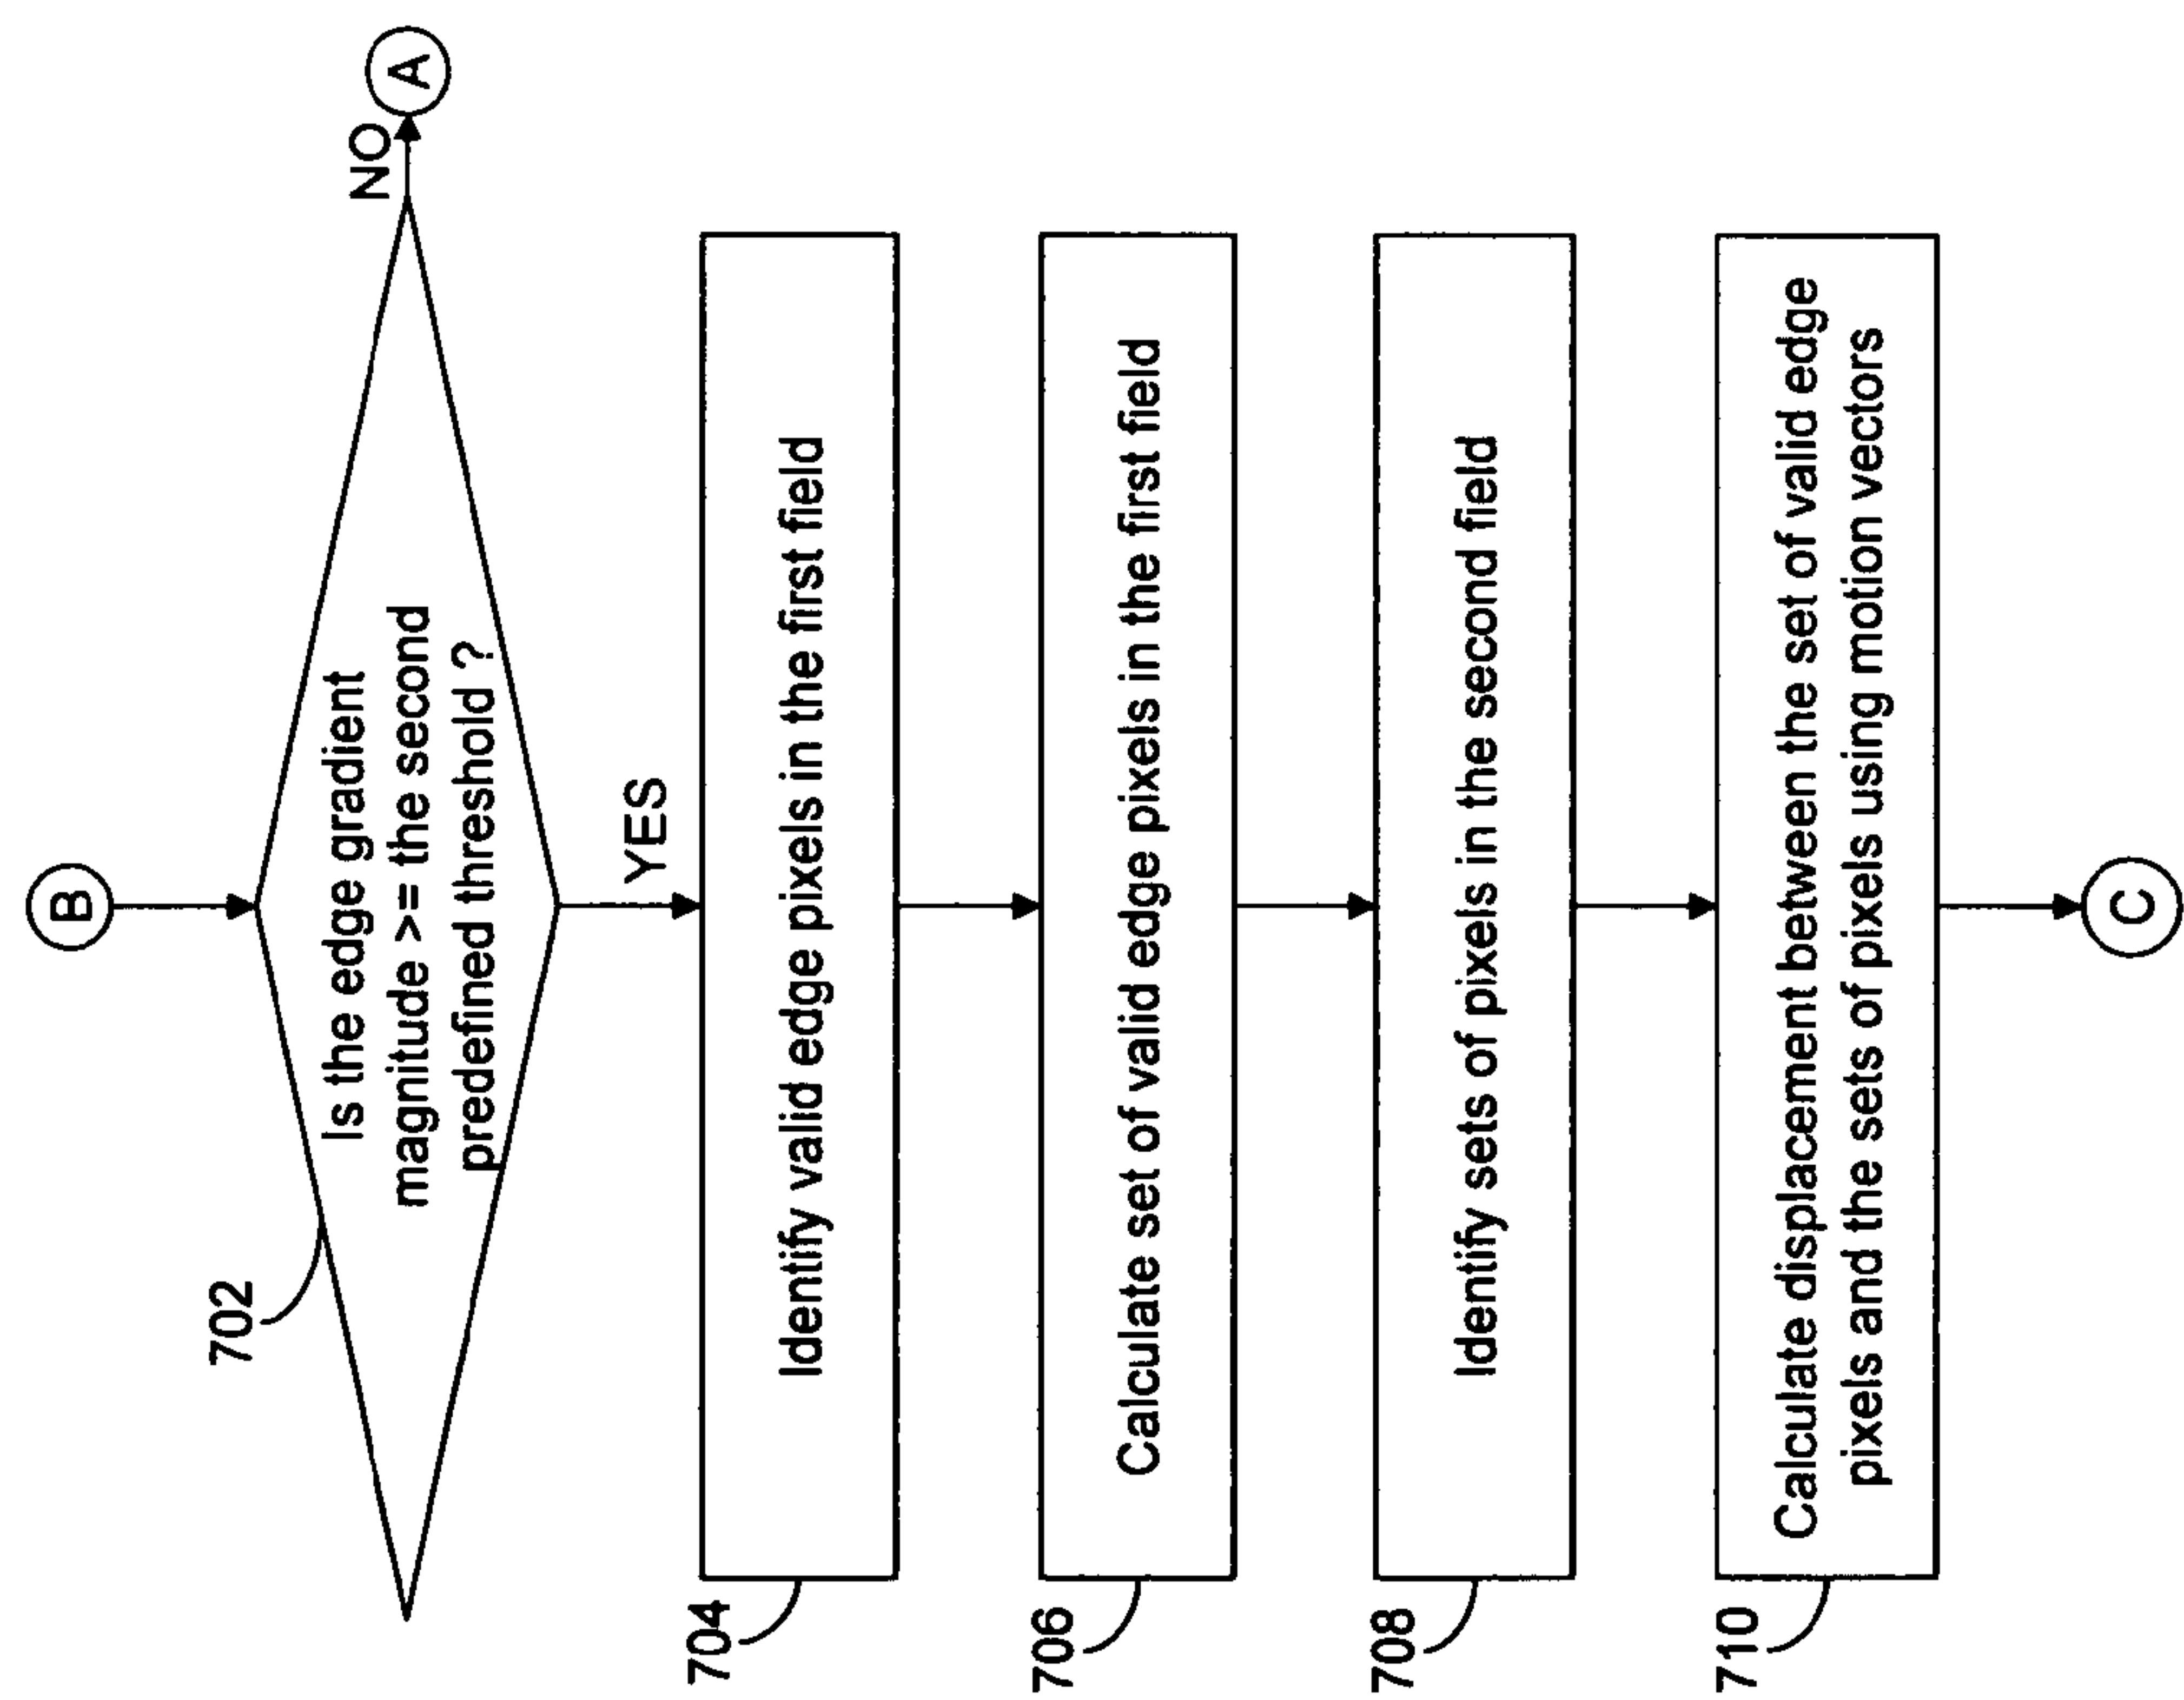 B
702
Is the edge gradient
magnitude >= the second
predefined threshold ?
NO
A
YES
704
Identify valid edge pixels in the first field
706
Calculate set of valid edge pixels in the first field
708
Identify sets of pixels in the second field
710
Calculate displacement between the set of valid edge
pixels and the sets of pixels using motion vectors
C